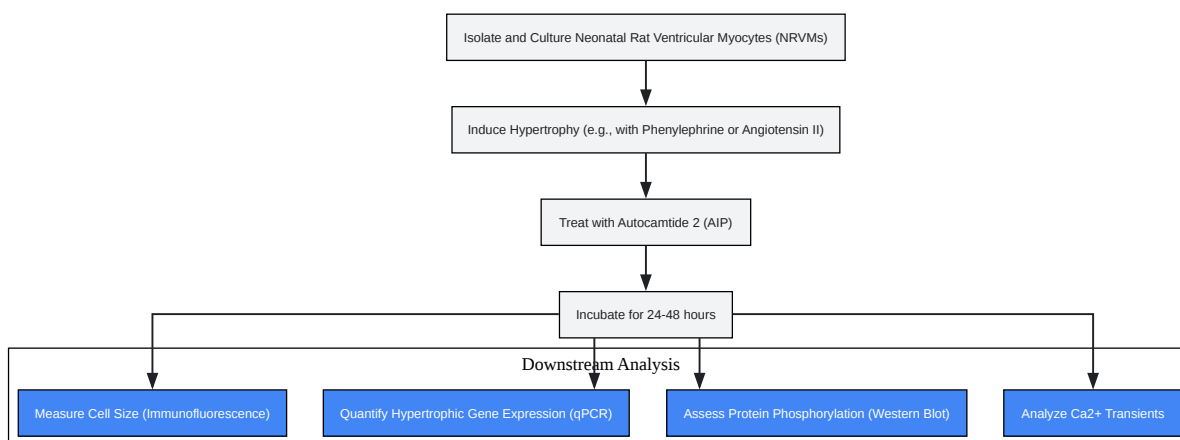 Isolate and Culture Neonatal Rat Ventricular Myocytes (NRVMs)
Induce Hypertrophy (e.g., with Phenylephrine or Angiotensin II)
Treat with Autocamtide 2 (AIP)
Incubate for 24-48 hours
Downstream Analysis
Measure Cell Size (Immunofluorescence)
Quantify Hypertrophic Gene Expression (qPCR)
Assess Protein Phosphorylation (Western Blot)
Analyze Ca2+ Transients